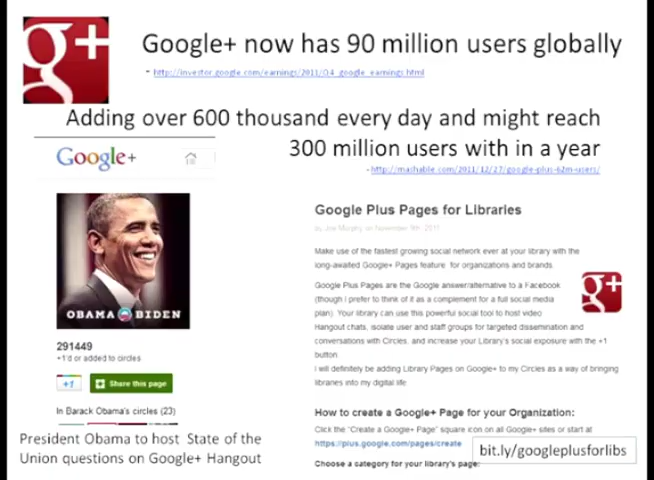 g+
Google+ now has 90 million users globally
- http://investor.google.com/earnings/2011/Q4_google_earnings.html
Adding over 600 thousand every day and might reach
300 million users with in a year
- http://mashable.com/2011/12/27/google-plus-62m-users/
Google+
OBAMA BIDEN
291449
+1'd or added to circles
+1
Share this page
In Barack Obama's circles (23)
President Obama to host State of the
Union questions on Google+ Hangout
Google Plus Pages for Libraries
by Joe Murphy on November 9th, 2011
Make use of the fastest growing social network ever at your library with the
long-awaited Google+ Pages feature for organizations and brands.
Google Plus Pages are the Google answer/alternative to a Facebook
(though I prefer to think of it as a complement for a full social media
plan). Your library can use this powerful social tool to host video
Hangout chats, isolate user and staff groups for targeted dissemination and
conversations with Circles, and increase your Library's social exposure with the +1
button
I will definitely be adding Library Pages on Google+ to my Circles as a way of bringing
libraries into my digital life
g+
How to create a Google+ Page for your Organization:
Click the "Create a Google+ Page" square icon on all Google+ sites or start at
https://plus.google.com/pages/create
bit.ly/googleplusforlibs
Choose a category for your library's page: